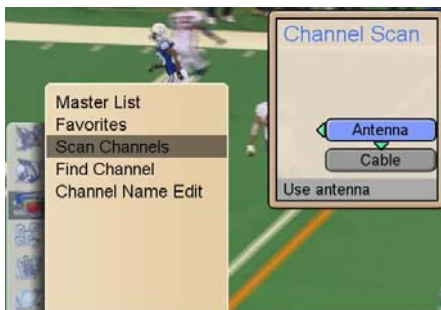 Master List
Favorites
Scan Channels
Find Channel
Channel Name Edit
Channel Scan
Antenna
Cable
Use antenna